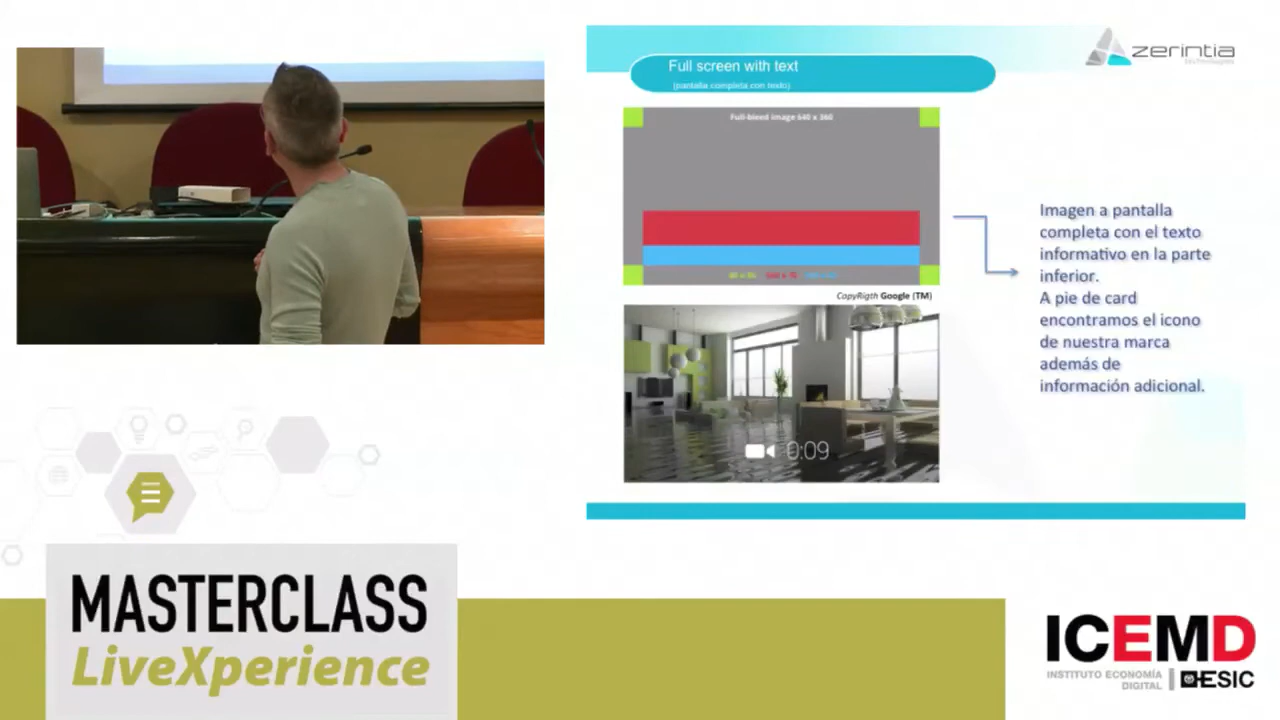 zerintia
technologies
Full screen with text
(pantalla completa con texto)
Full-bleed image 640 x 360
CopyRigth Google (TM)
0:09
Imagen a pantalla
completa con el texto
informativo en la parte
inferior.
A pie de card
encontramos el icono
de nuestra marca
además de
información adicional.
MASTERCLASS
LiveXperience
ICEMD
INSTITUTO ECONOMÍA
DIGITAL
ESIC